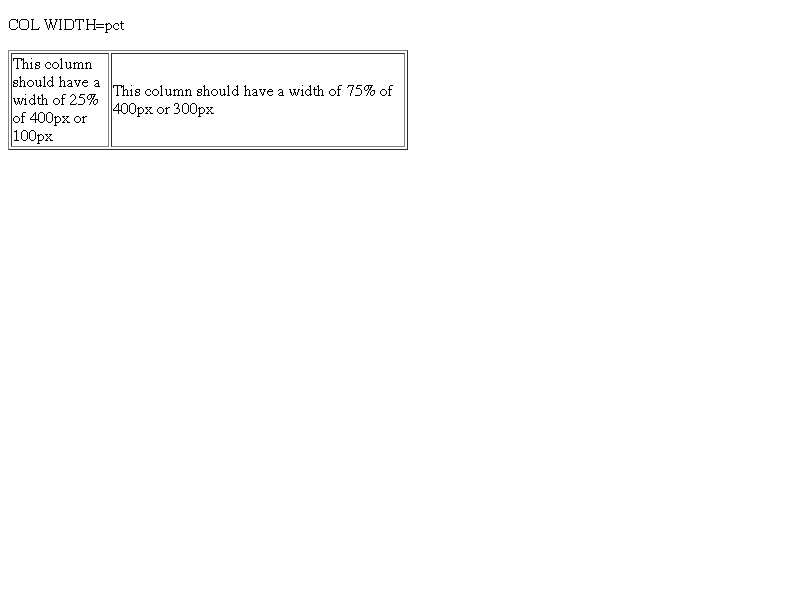 COL WIDTH=pct
This column
should have a
width of 25%
of 400px or
100px
This column should have a width of 75% of
400px or 300px